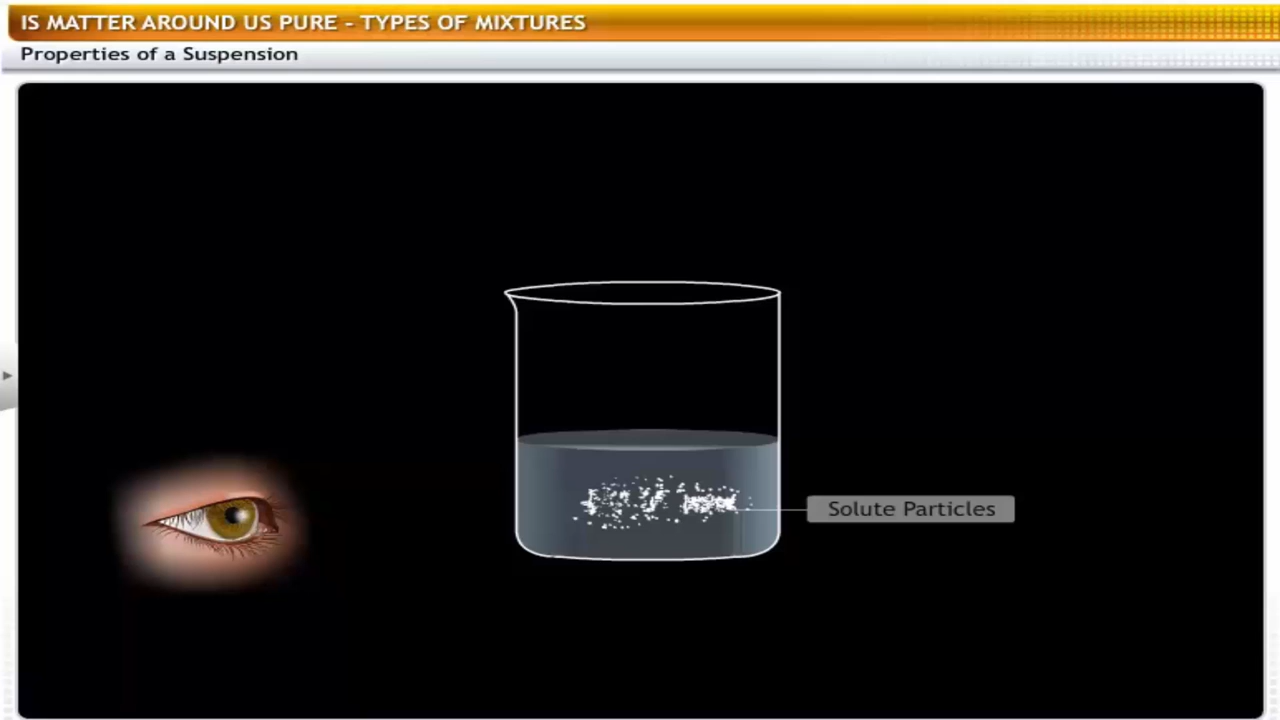 IS MATTER AROUND US PURE - TYPES OF MIXTURES
Properties of a Suspension
Solute Particles